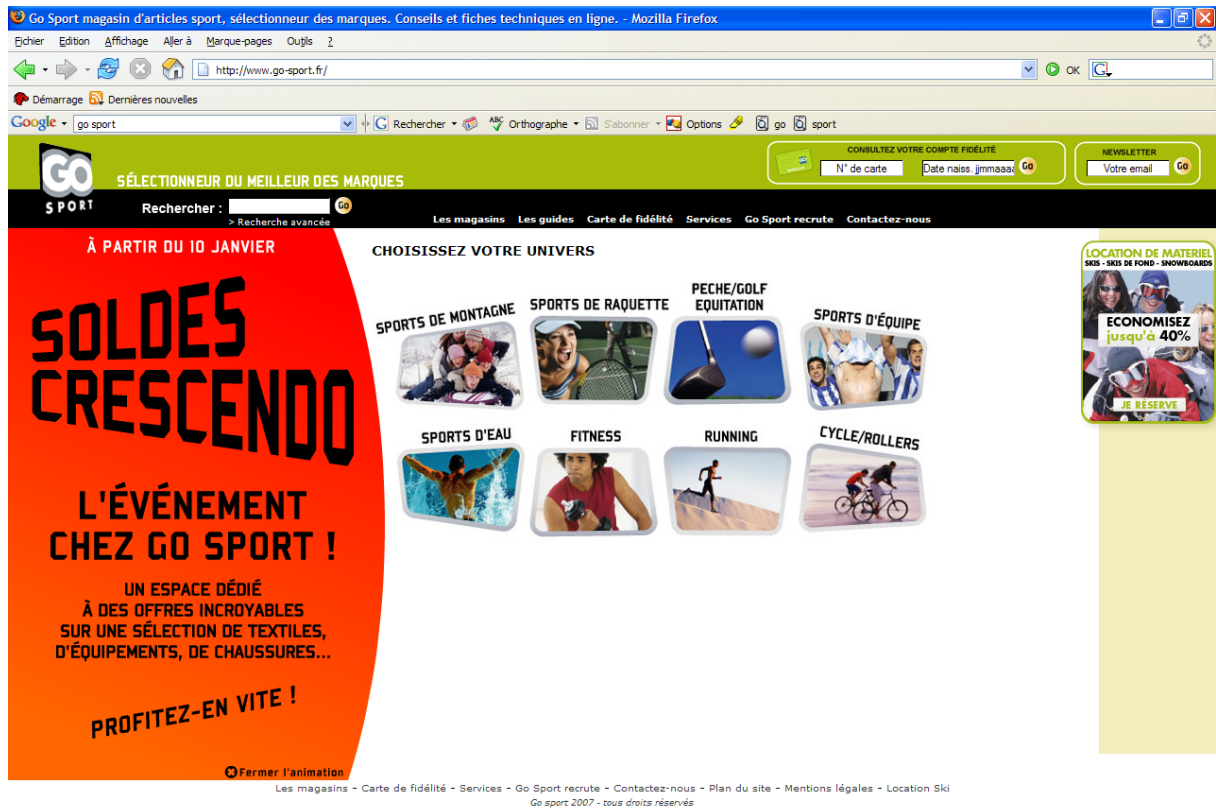 Go Sport magasin d'articles sport, sélectionneur des marques. Conseils et fiches techniques en ligne. - Mozilla Firefox
Fichier Edition Affichage Aller à Marque-pages Outils ?
http://www.go-sport.fr/ OK G
Démarrage Dernières nouvelles
Google go sport G Rechercher ABC Orthographe S'abonner Options go sport
CONSULTEZ VOTRE COMPTE FIDÉLITÉ NEWSLETTER
N° de carte Date naiss. jjmmaaaa Go Votre email Go
GO SPORT
SÉLECTIONNEUR DU MEILLEUR DES MARQUES
Rechercher : Go
> Recherche avancée
Les magasins Les guides Carte de fidélité Services Go Sport recrute Contactez-nous
À PARTIR DU 10 JANVIER
SOLDES
CRESCENDO
L'ÉVÉNEMENT
CHEZ GO SPORT !
UN ESPACE DÉDIÉ
À DES OFFRES INCROYABLES
SUR UNE SÉLECTION DE TEXTILES,
D'ÉQUIPEMENTS, DE CHAUSSURES...
PROFITEZ-EN VITE !
Fermer l'animation
CHOISISSEZ VOTRE UNIVERS
SPORTS DE MONTAGNE
SPORTS DE RAQUETTE
PECHE/GOLF
EQUITATION
SPORTS D'ÉQUIPE
SPORTS D'EAU
FITNESS
RUNNING
CYCLE/ROLLERS
LOCATION DE MATERIEL
SKIS - SKIS DE FOND - SNOWBOARDS
ECONOMISEZ
jusqu'à 40%
JE RÉSERVE
Les magasins - Carte de fidélité - Services - Go Sport recrute - Contactez-nous - Plan du site - Mentions légales - Location Ski
Go sport 2007 - tous droits réservés